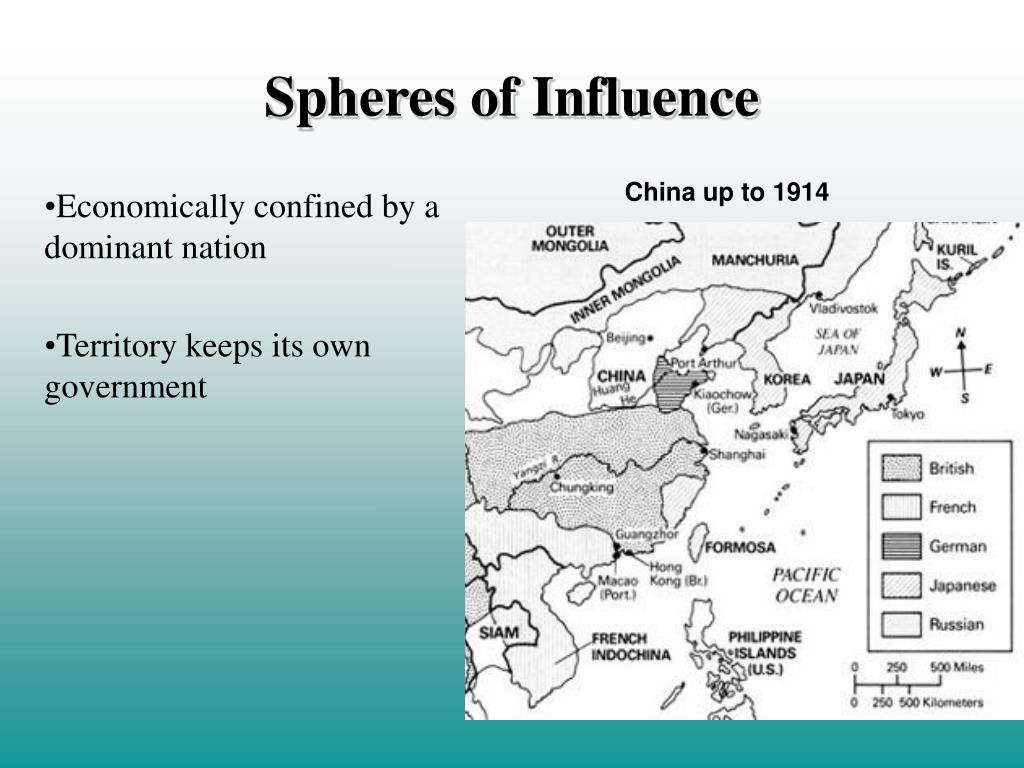 Spheres of Influence
•Economically confined by a
dominant nation
•Territory keeps its own
government
China up to 1914
OUTER
MONGOLIA
INNER MONGOLIA
MANCHURIA
KURIL
IS.
Vladivostok
SEA OF
JAPAN
Beijing
Port Arthur
CHINA
Huang
He
Kiaochow
(Ger.)
KOREA
JAPAN
N
W
E
S
Tokyo
Nagasaki
Shanghai
Yangzi R.
Chungking
Guangzhor
FORMOSA
Hong
Kong (Br.)
Macao
(Port.)
PACIFIC
OCEAN
SIAM
FRENCH
INDOCHINA
PHILIPPINE
ISLANDS
(U.S.)
British
French
German
Japanese
Russian
0 250 500 Miles
0 250 500 Kilometers